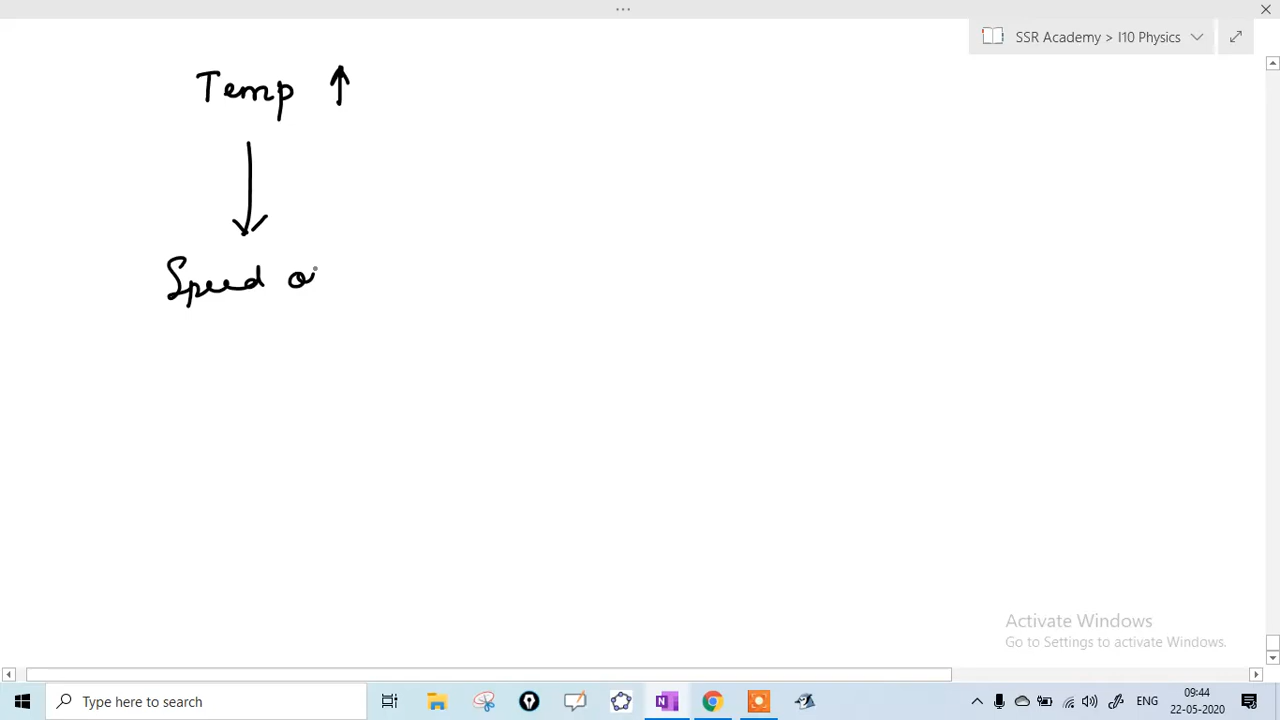 ...
SSR Academy > I10 Physics
Temp ↑
↓
Speed o
Activate Windows
Go to Settings to activate Windows.
Type here to search
ENG
09:44
22-05-2020